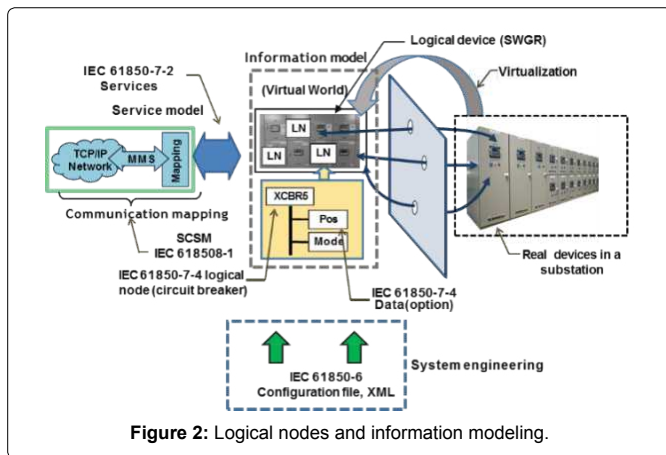 Logical device (SWGR)
Information model
IEC 61850-7-2
Services
Virtualization
(Virtual World)
Service model
LN
LN
LN
TCP/IP
Network
MMS
Mapping
XCBR5
Pos
Mode
Communication mapping
SCSM
IEC 618508-1
Real devices in a
substation
IEC 61850-7-4 logical
node (circuit breaker)
IEC 61850-7-4
Data(option)
System engineering
IEC 61850-6
Configuration file, XML
Figure 2: Logical nodes and information modeling.